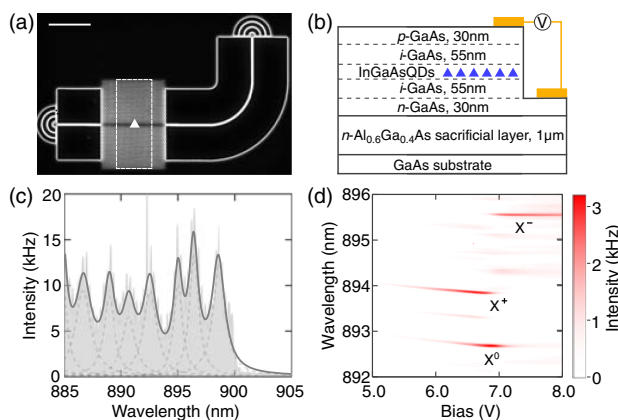 (a)
(b)
V
p-GaAs, 30nm
i-GaAs, 55nm
InGaAsQDs
i-GaAs, 55nm
n-GaAs, 30nm
n-Al0.6Ga0.4As sacrificial layer, 1μm
GaAs substrate
(c)
Intensity (kHz)
20
15
10
5
0
885 890 895 900 905
Wavelength (nm)
(d)
Wavelength (nm)
896
895
894
893
892
X−
X+
X0
5.0 6.0 7.0 8.0
Bias (V)
3
2
1
0
Intensity (kHz)